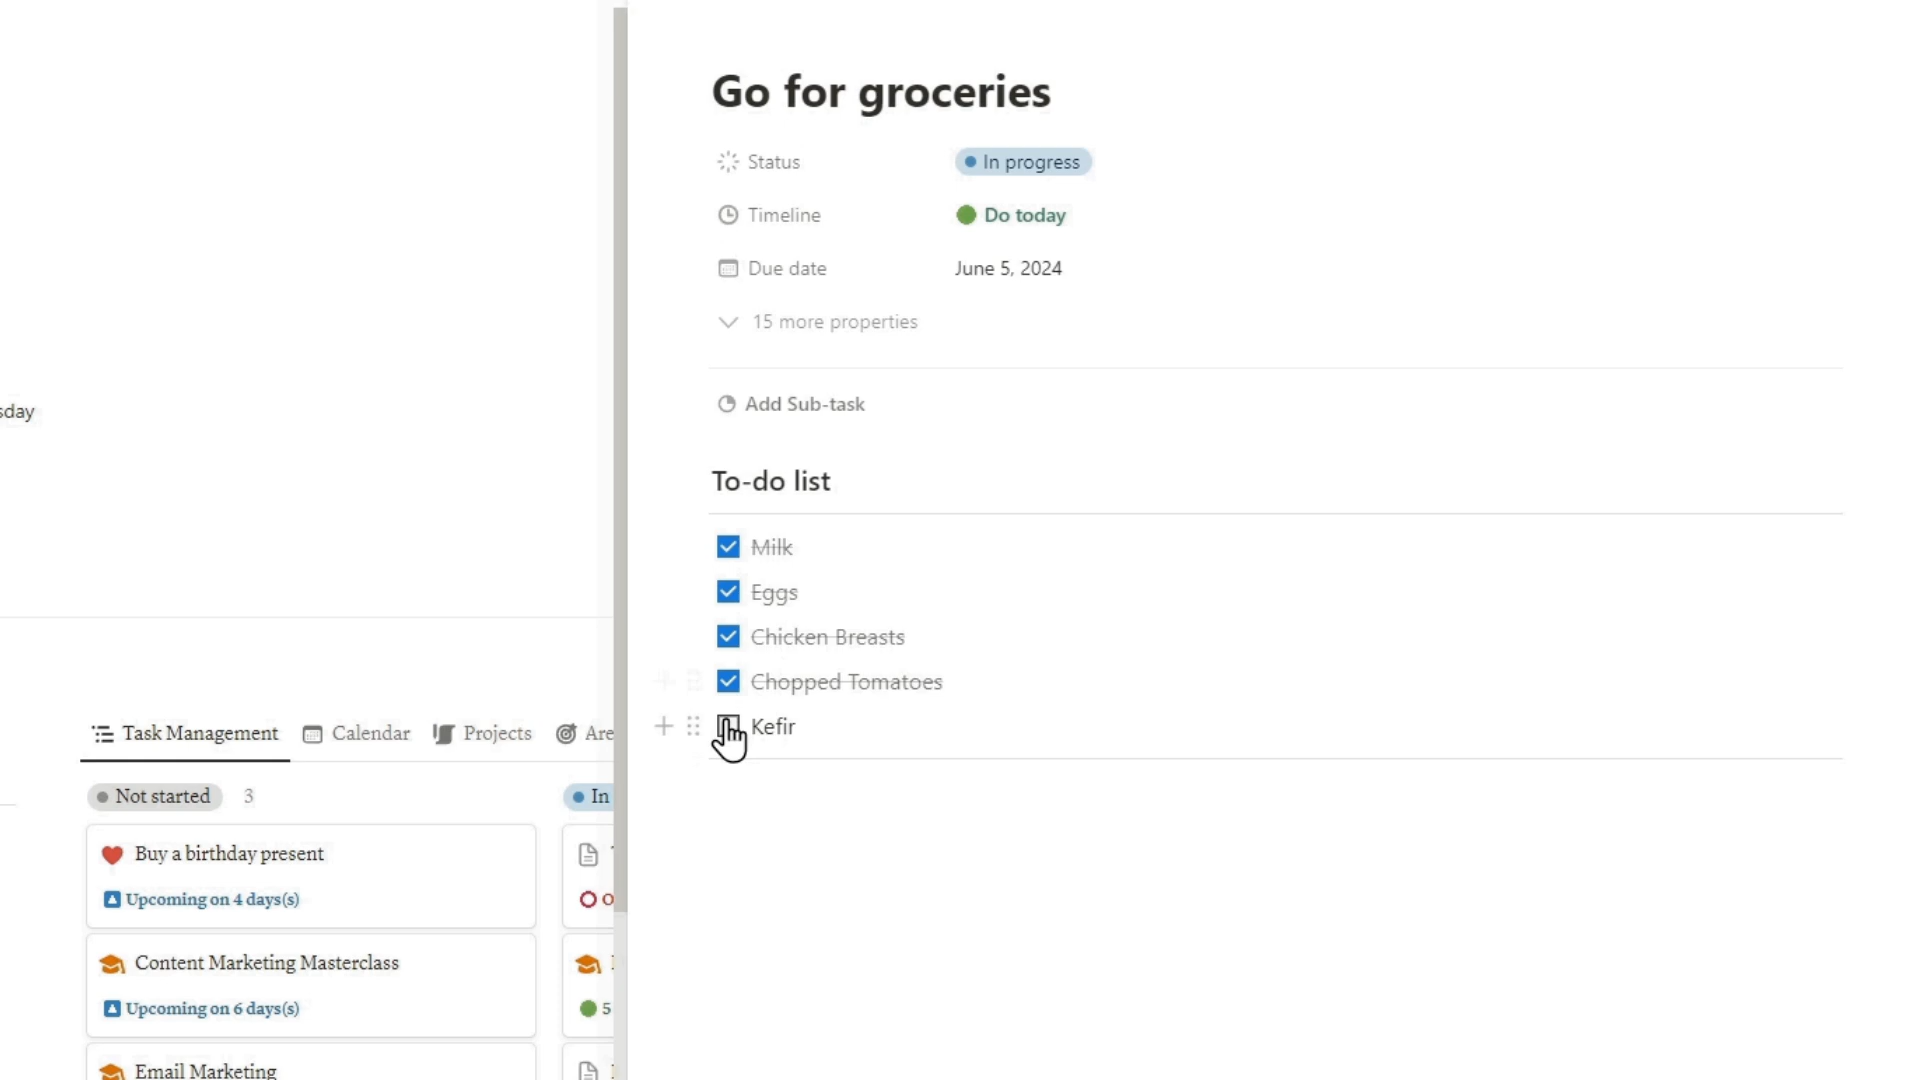 Go for groceries
Status
In progress
Timeline
Do today
Due date
June 5, 2024
15 more properties
Add Sub-task
To-do list
Milk
Eggs
Chicken Breasts
Chopped Tomatoes
Kefir
sday
Task Management
Calendar
Projects
Are
Not started 3
In
Buy a birthday present
Upcoming on 4 days(s)
O
Content Marketing Masterclass
Upcoming on 6 days(s)
5
Email Marketing